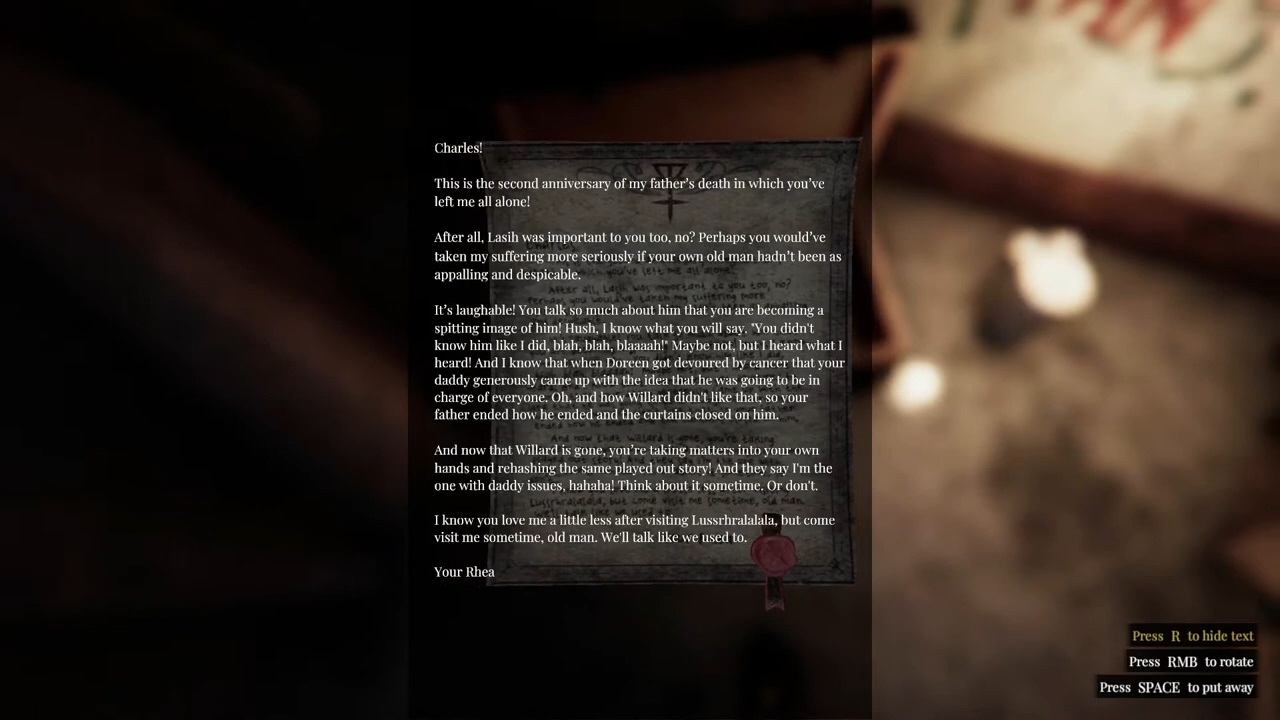 Charles!
This is the second anniversary of my father's death in which you've
left me all alone!
After all, Lasih was important to you too, no? Perhaps you would've
taken my suffering more seriously if your own old man hadn't been as
appalling and despicable.
It's laughable! You talk so much about him that you are becoming a
spitting image of him! Hush, I know what you will say. "You didn't
know him like I did, blah, blah, blaaaah!" Maybe not, but I heard what I
heard! And I know that when Doreen got devoured by cancer that your
daddy generously came up with the idea that he was going to be in
charge of everyone. Oh, and how Willard didn't like that, so your
father ended how he ended and the curtains closed on him.
And now that Willard is gone, you're taking matters into your own
hands and rehashing the same played out story! And they say I'm the
one with daddy issues, hahaha! Think about it sometime. Or don't.
I know you love me a little less after visiting Lussrhralalala, but come
visit me sometime, old man. We'll talk like we used to.
Your Rhea
Press R to hide text
Press RMB to rotate
Press SPACE to put away